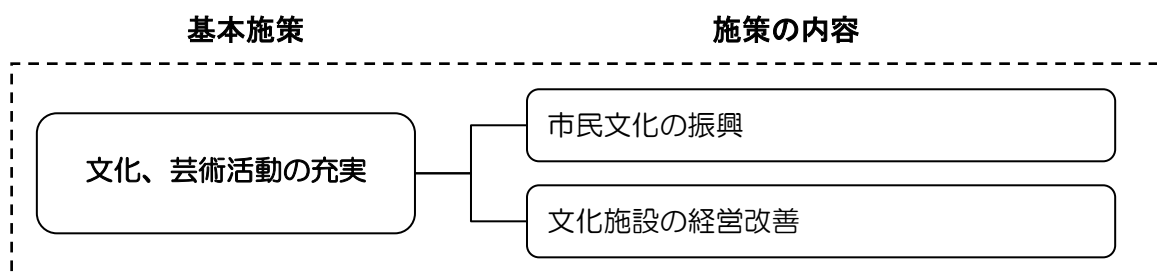 基本施策
施策の内容
文化、芸術活動の充実
市民文化の振興
文化施設の経営改善